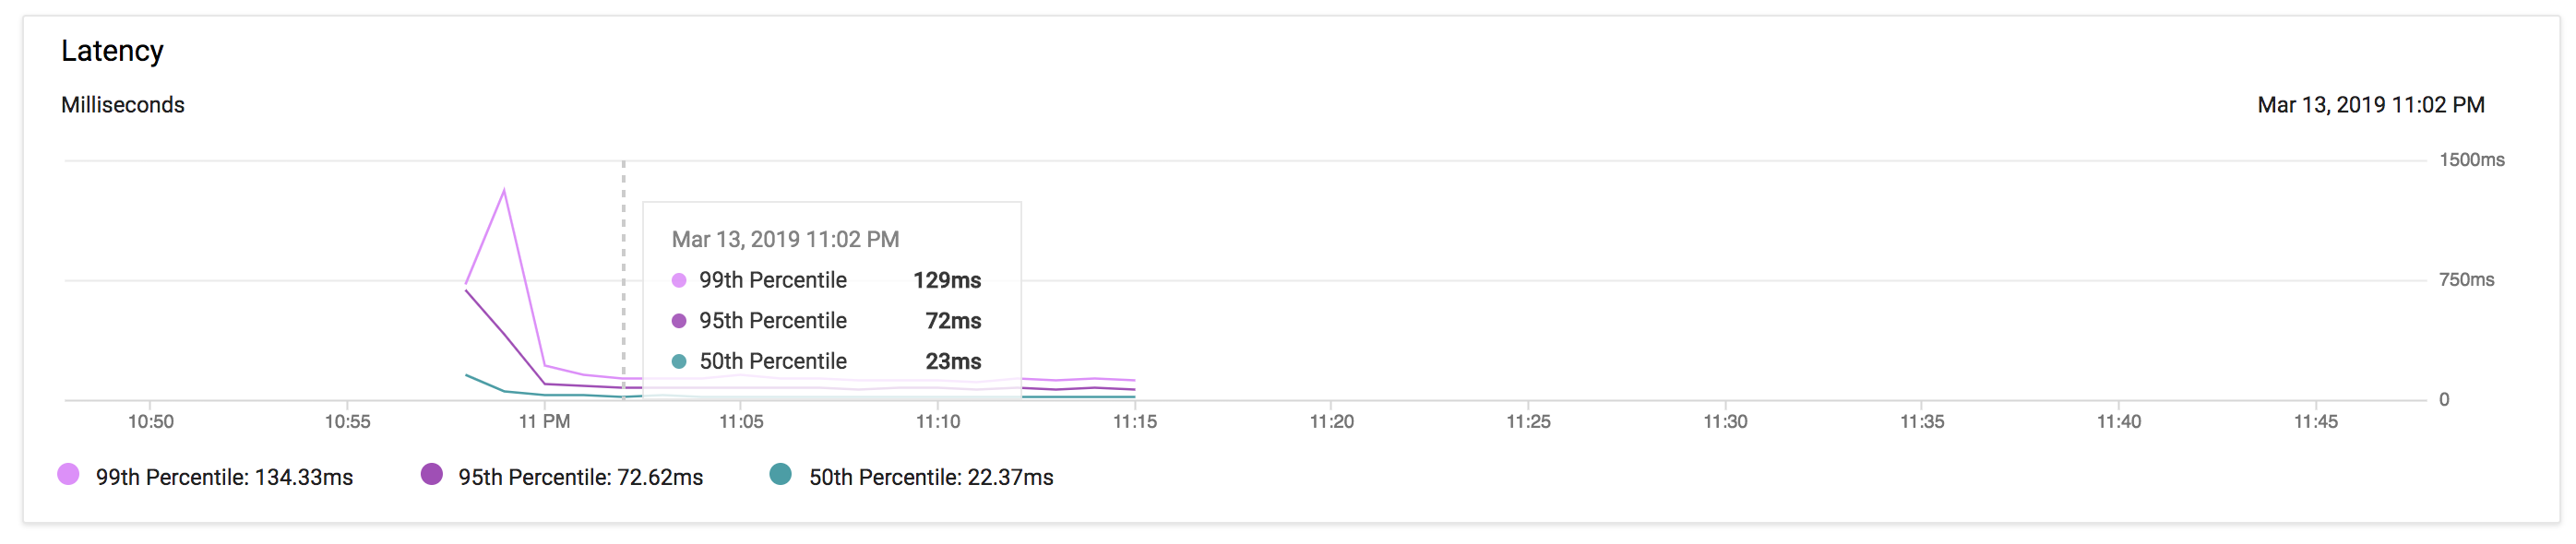 Latency
Milliseconds Mar 13, 2019 11:02 PM
1500ms
Mar 13, 2019 11:02 PM
99th Percentile 129ms
750ms
95th Percentile 72ms
50th Percentile 23ms
0
10:50 10:55 11 PM 11:05 11:10 11:15 11:20 11:25 11:30 11:35 11:40 11:45
99th Percentile: 134.33ms 95th Percentile: 72.62ms 50th Percentile: 22.37ms